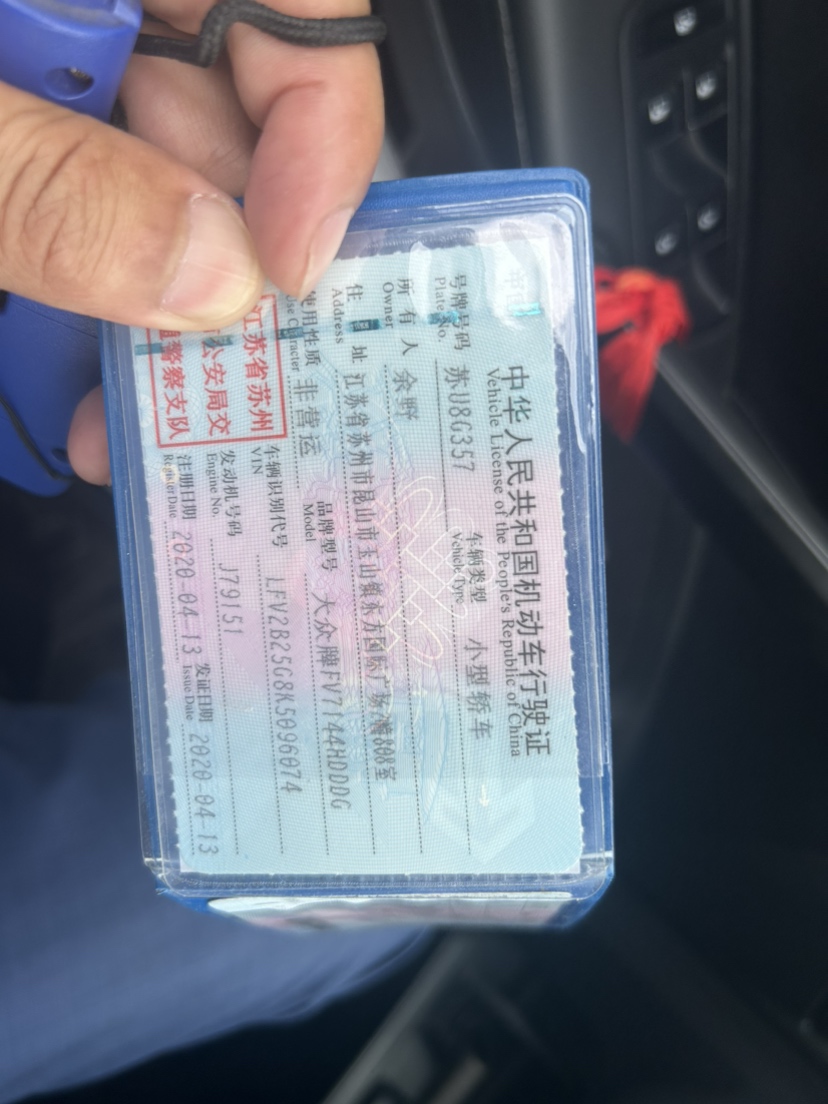 中华人民共和国机动车行驶证
Vehicle License of the People's Republic of China
号牌号码 苏U8G357 车辆类型 小型轿车
Plate No. Vehicle Type
所有人 余野
Owner
住址 江苏省苏州市昆山市玉山镇东方国际广场 808室
Address
使用性质 非营运 品牌型号 大众牌FV7144HDDDG
Character Model
江苏省苏州
公安局交
警察支队
车辆识别代号 LFV2B25G8K5096074
VIN
发动机号码 J79151
Engine No.
注册日期 2020-04-13 发证日期 2020-04-13
Register Date Issue Date